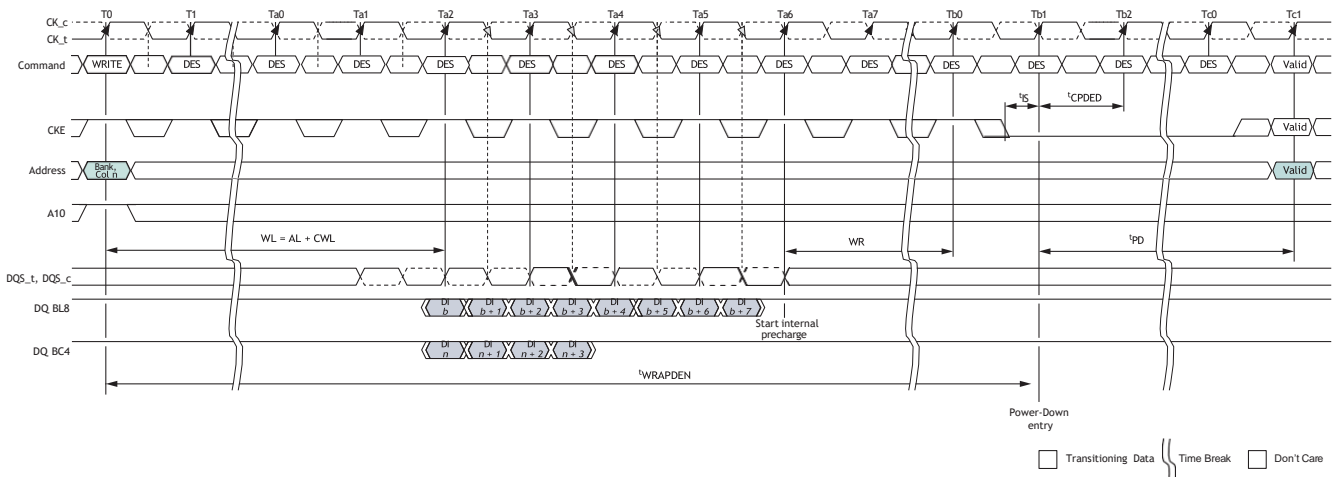 T0 T1 Ta0 Ta1 Ta2 Ta3 Ta4 Ta5 Ta6 Ta7 Tb0 Tb1 Tb2 Tc0 Tc1
CK_c
CK_t
Command WRITE DES DES DES DES DES DES DES DES DES DES DES DES DES Valid
tIS tCPDED
CKE Valid
Address Bank, Col n Valid
A10
WL = AL + CWL WR tPD
DQS_t, DQS_c
DQ BL8 DI b DI b + 1 DI b + 2 DI b + 3 DI b + 4 DI b + 5 DI b + 6 DI b + 7
Start internal
precharge
DQ BC4 DI n DI n + 1 DI n + 2 DI n + 3
tWRAPDEN
Power-Down
entry
Transitioning Data Time Break Don't Care